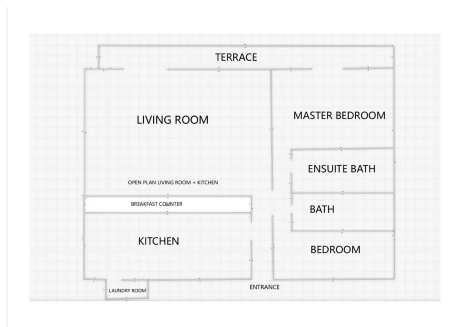 TERRACE
LIVING ROOM
MASTER BEDROOM
ENSUITE BATH
OPEN PLAN LIVING ROOM + KITCHEN
BREAKFAST COUNTER
BATH
KITCHEN
BEDROOM
LAUNDRY ROOM
ENTRANCE